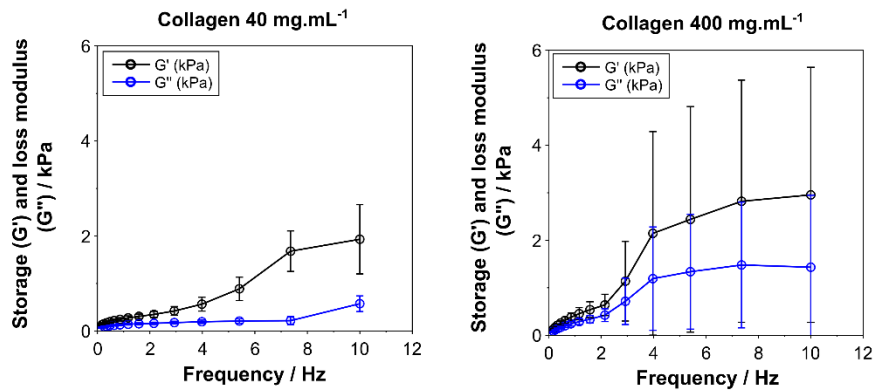 Collagen 40 mg.mL⁻¹
G' (kPa)
G'' (kPa)
6
4
2
0
0 2 4 6 8 10 12
Frequency / Hz
Storage (G') and loss modulus
(G'') / kPa
Collagen 400 mg.mL⁻¹
G' (kPa)
G'' (kPa)
6
4
2
0
0 2 4 6 8 10 12
Frequency / Hz
Storage (G') and loss modulus
(G'') / kPa